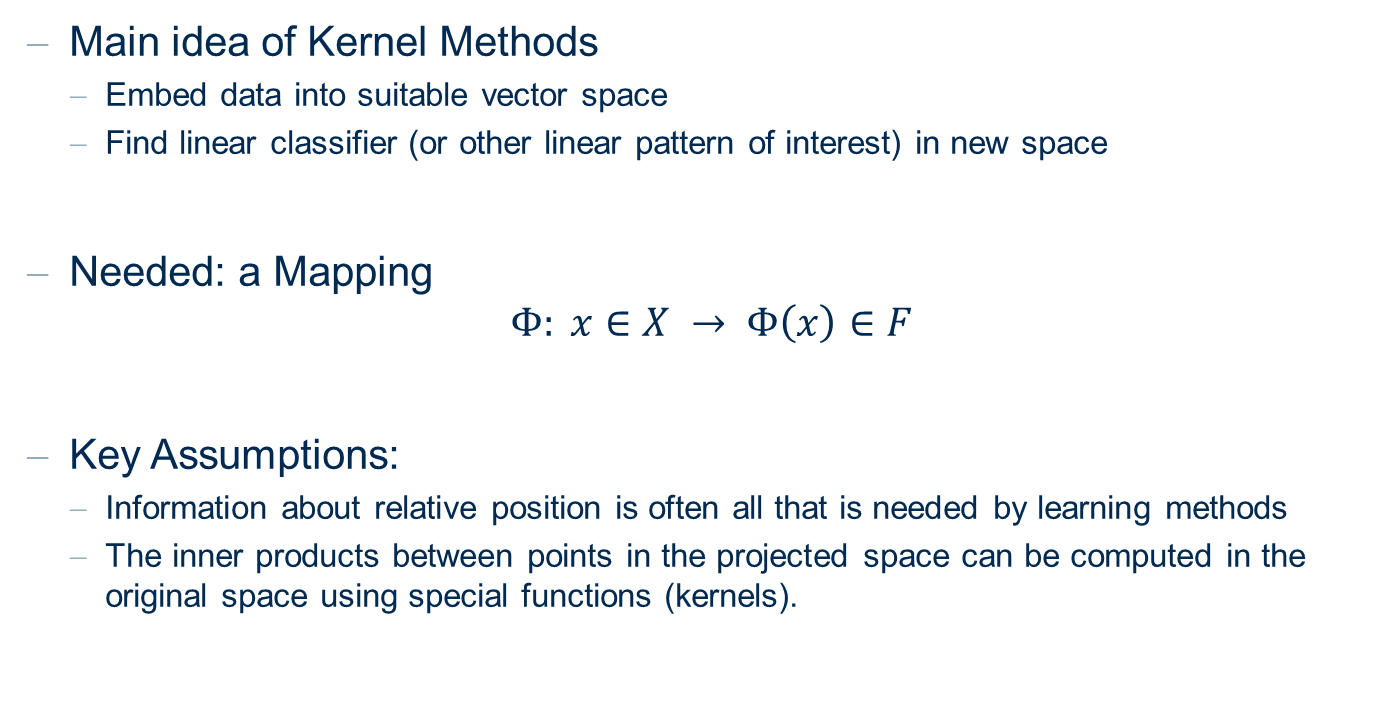 – Main idea of Kernel Methods
– Embed data into suitable vector space
– Find linear classifier (or other linear pattern of interest) in new space
– Needed: a Mapping
Φ: x ∈ X → Φ(x) ∈ F
– Key Assumptions:
– Information about relative position is often all that is needed by learning methods
– The inner products between points in the projected space can be computed in the
original space using special functions (kernels).